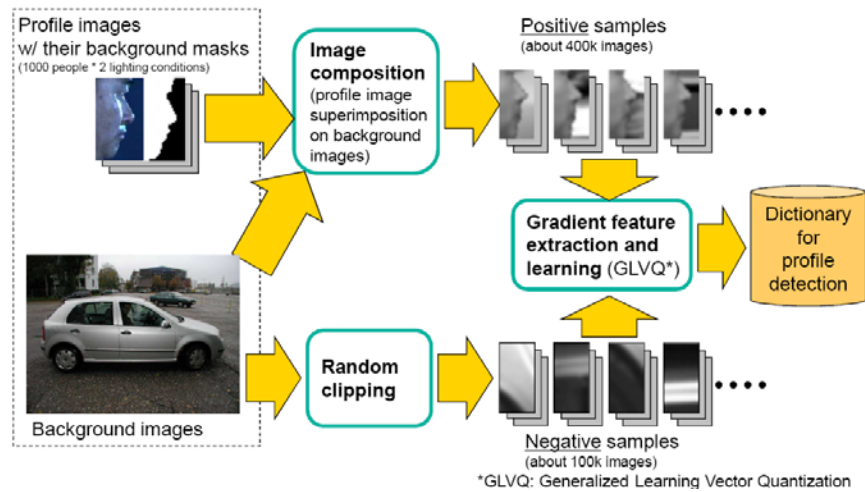 Profile images
w/ their background masks
(1000 people * 2 lighting conditions)
Image
composition
(profile image
superimposition
on background
images)
Positive samples
(about 400k images)
Gradient feature
extraction and
learning (GLVQ*)
Dictionary
for
profile
detection
Random
clipping
Background images
Negative samples
(about 100k images)
*GLVQ: Generalized Learning Vector Quantization